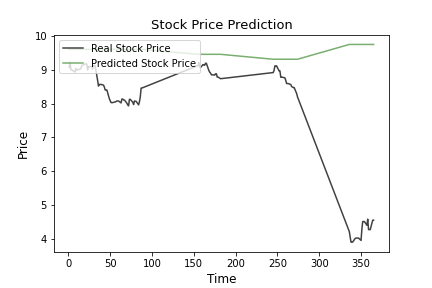 Stock Price Prediction
Real Stock Price
Predicted Stock Price
Price
10
9
8
7
6
5
4
0 50 100 150 200 250 300 350
Time